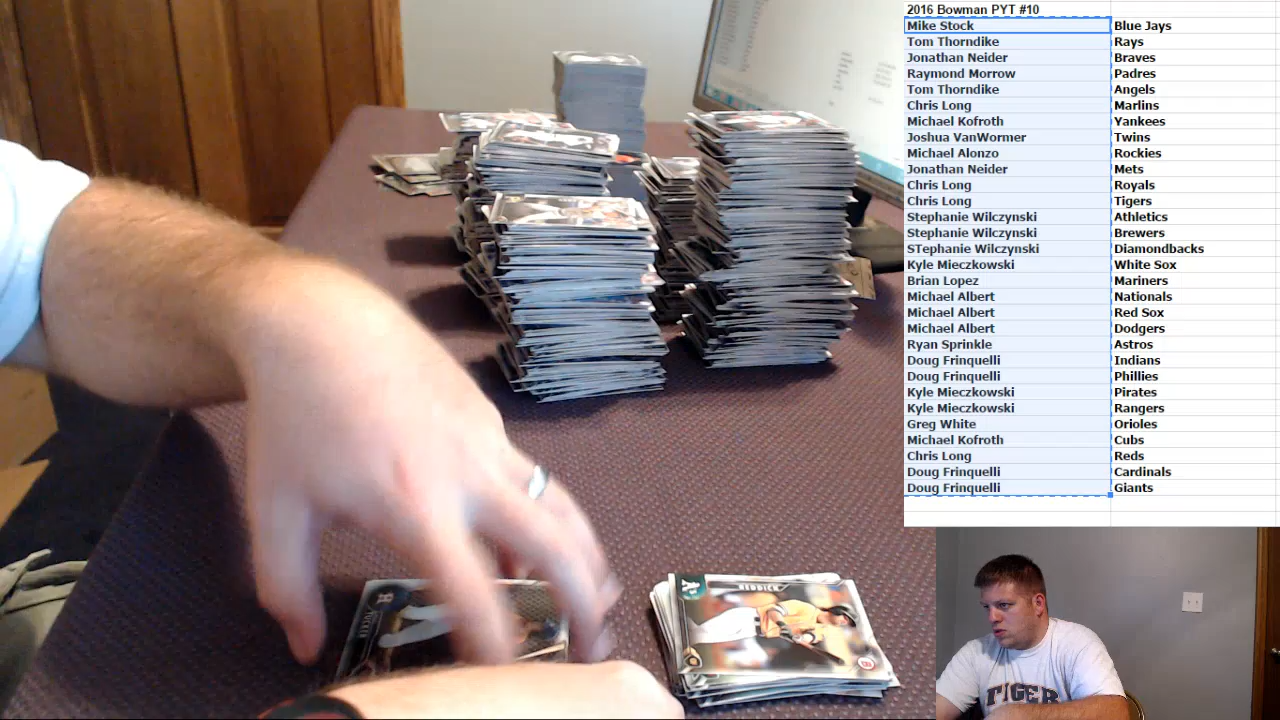 2016 Bowman PYT #10
Mike Stock Blue Jays
Tom Thorndike Rays
Jonathan Neider Braves
Raymond Morrow Padres
Tom Thorndike Angels
Chris Long Marlins
Michael Kofroth Yankees
Joshua VanWormer Twins
Michael Alonzo Rockies
Jonathan Neider Mets
Chris Long Royals
Chris Long Tigers
Stephanie Wilczynski Athletics
Stephanie Wilczynski Brewers
STephanie Wilczynski Diamondbacks
Kyle Mieczkowski White Sox
Brian Lopez Mariners
Michael Albert Nationals
Michael Albert Red Sox
Michael Albert Dodgers
Ryan Sprinkle Astros
Doug Frinquelli Indians
Doug Frinquelli Phillies
Kyle Mieczkowski Pirates
Kyle Mieczkowski Rangers
Greg White Orioles
Michael Kofroth Cubs
Chris Long Reds
Doug Frinquelli Cardinals
Doug Frinquelli Giants
TUCKER
REDDICK
A's
B
TIGER